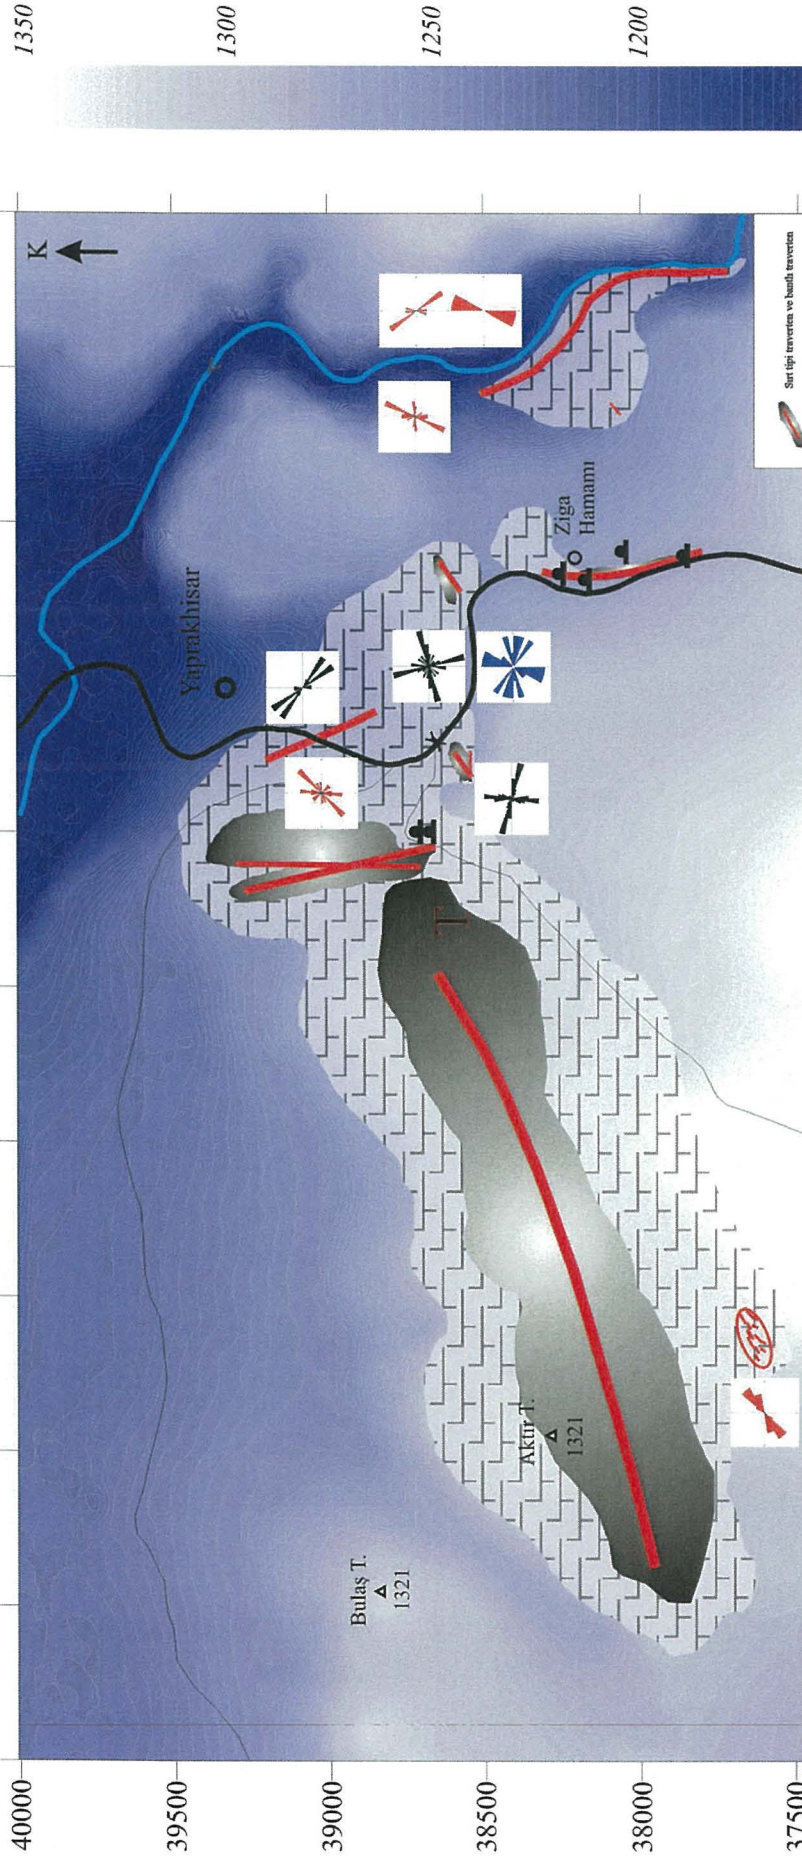 1350
1300
1250
1200
K
Yaprakhisar
Ziga
Hamamı
T
Aktır T.
1321
Bulaş T.
1321
Sırt tipi traverten ve bantlı traverten
40000
39500
39000
38500
38000
37500